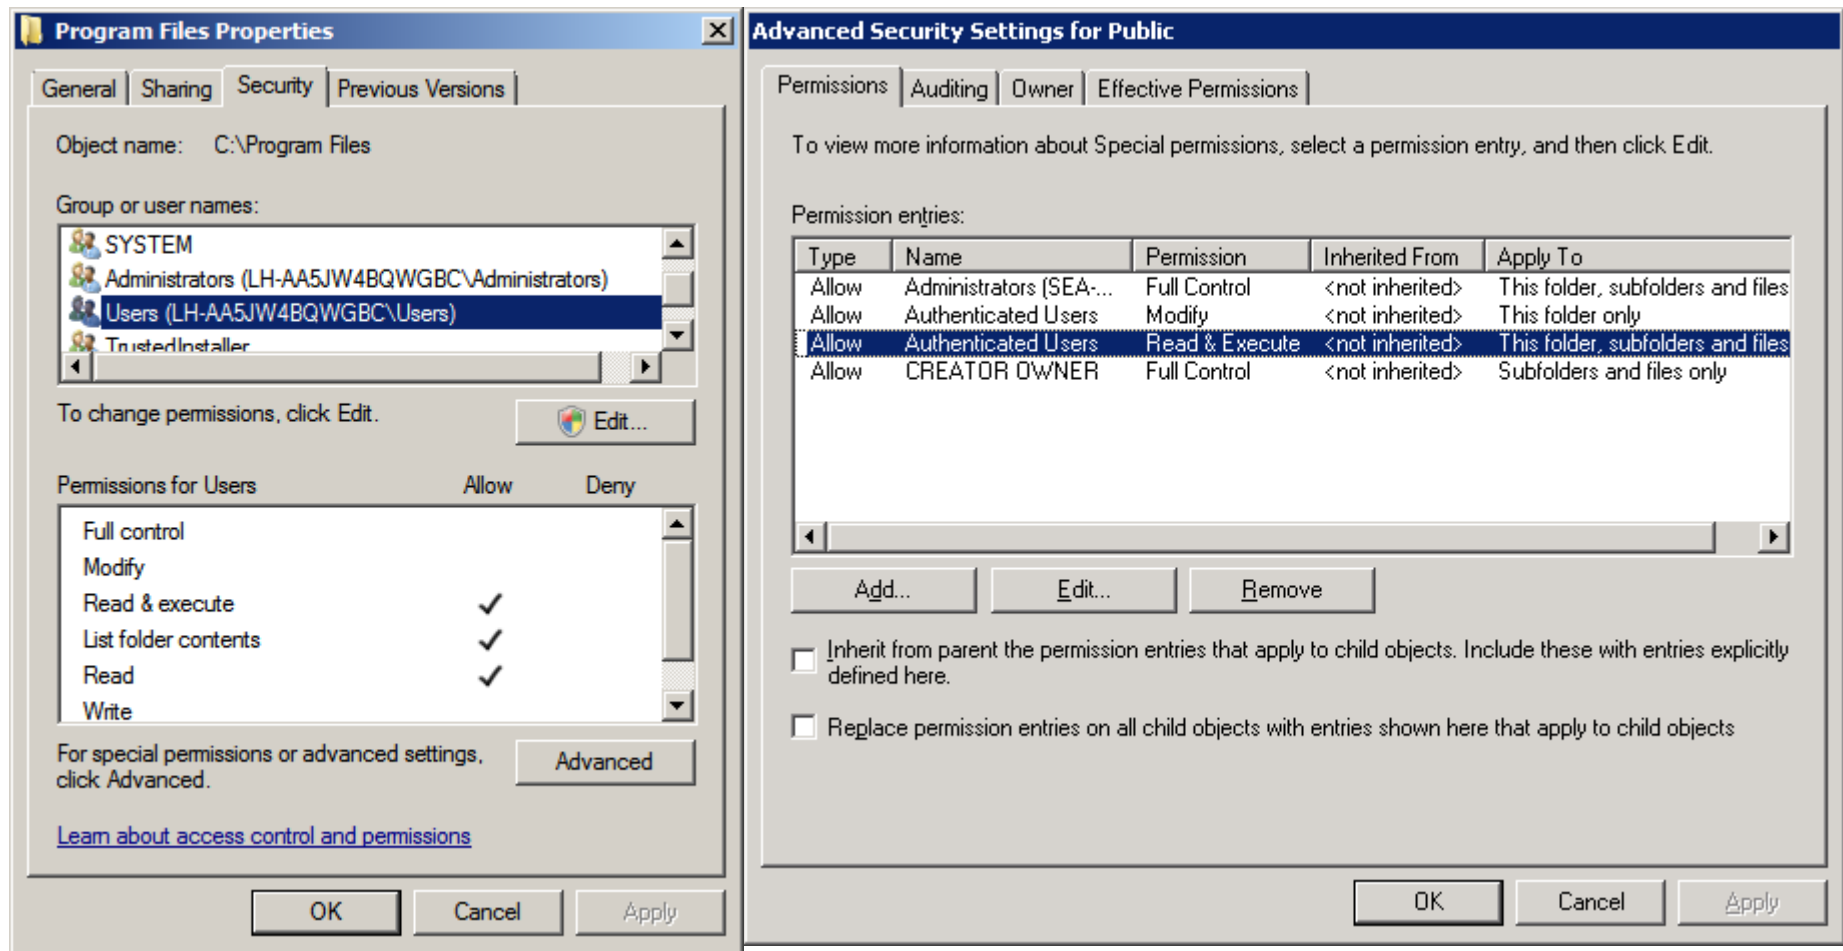 Program Files Properties
General Sharing Security Previous Versions
Object name: C:\Program Files
Group or user names:
SYSTEM
Administrators (LH-AA5JW4BQWGBC\Administrators)
Users (LH-AA5JW4BQWGBC\Users)
TrustedInstaller
To change permissions, click Edit.
Edit...
Permissions for Users Allow Deny
Full control
Modify
Read & execute
List folder contents
Read
Write
For special permissions or advanced settings,
click Advanced.
Advanced
Learn about access control and permissions
OK Cancel Apply
Advanced Security Settings for Public
Permissions Auditing Owner Effective Permissions
To view more information about Special permissions, select a permission entry, and then click Edit.
Permission entries:
Type Name Permission Inherited From Apply To
Allow Administrators (SEA-... Full Control <not inherited> This folder, subfolders and files
Allow Authenticated Users Modify <not inherited> This folder only
Allow Authenticated Users Read & Execute <not inherited> This folder, subfolders and files
Allow CREATOR OWNER Full Control <not inherited> Subfolders and files only
Add... Edit... Remove
Inherit from parent the permission entries that apply to child objects. Include these with entries explicitly
defined here.
Replace permission entries on all child objects with entries shown here that apply to child objects
OK Cancel Apply